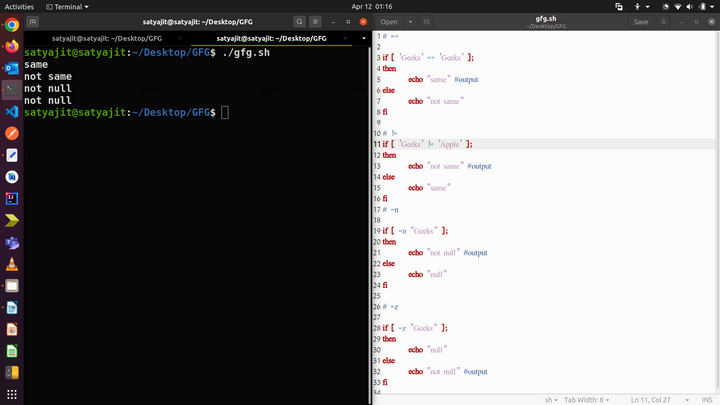 Activities
Terminal
Apr 12 01:16
satyajit@satyajit: ~/Desktop/GFG
satyajit@satyajit: ~/Desktop/GFG
satyajit@satyajit: ~/Desktop/GFG
satyajit@satyajit:~/Desktop/GFG$ ./gfg.sh
same
not same
not null
not null
satyajit@satyajit:~/Desktop/GFG$
Open
gfg.sh
~/Desktop/GFG
Save
1 # ==
2
3 if [ 'Geeks' == 'Geeks' ];
4 then
5 echo "same" #output
6 else
7 echo "not same"
8 fi
9
10 # !=
11 if [ 'Geeks' != 'Apple' ];
12 then
13 echo "not same" #output
14 else
15 echo "same"
16 fi
17 # -n
18
19 if [ -n "Geeks" ];
20 then
21 echo "not null" #output
22 else
23 echo "null"
24 fi
25
26 # -z
27
28 if [ -z "Geeks" ];
29 then
30 echo "null"
31 else
32 echo "not null" #output
33 fi
34
sh
Tab Width: 8
Ln 11, Col 27
INS